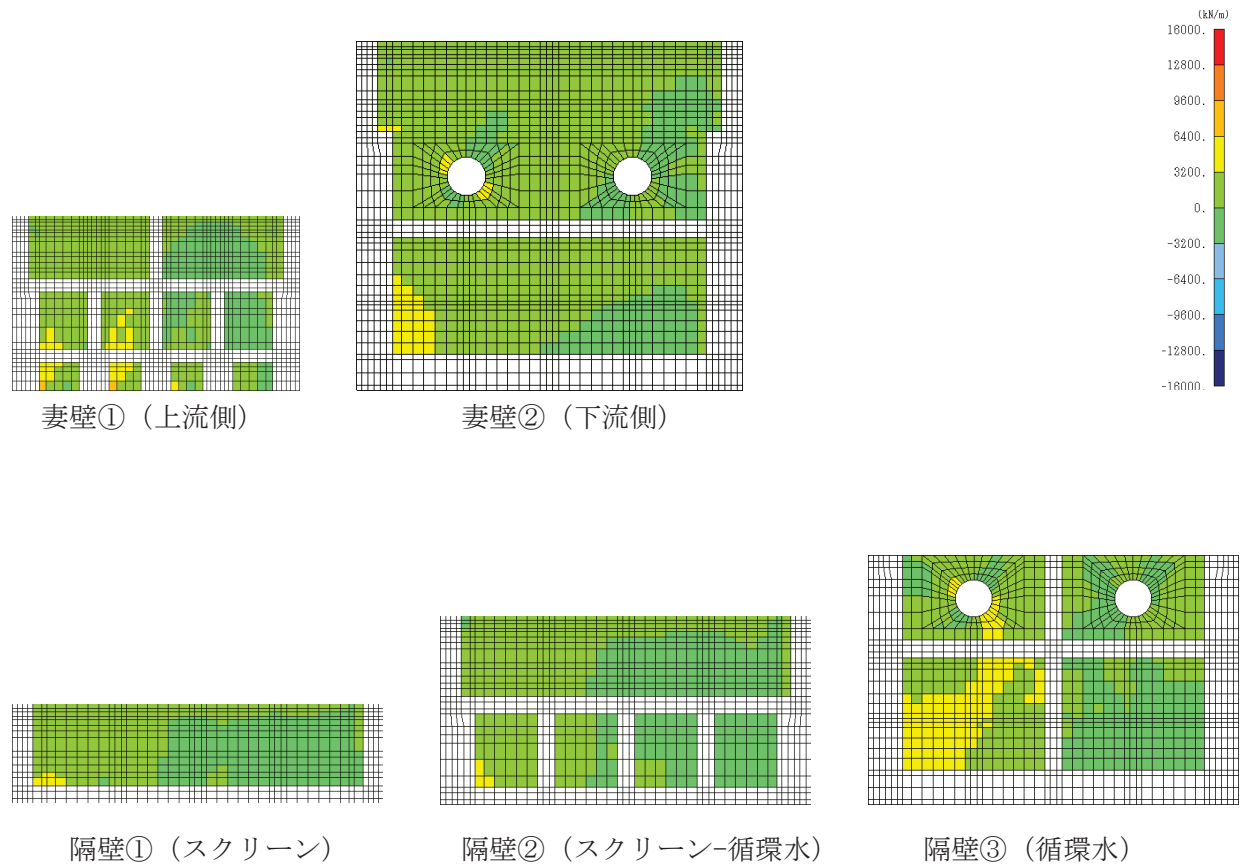 (kN/m)
16000.
12800.
9600.
6400.
3200.
0.
-3200.
-6400.
-9600.
-12800.
-16000.
妻壁①（上流側）
妻壁②（下流側）
隔壁①（スクリーン）
隔壁②（スクリーン-循環水）
隔壁③（循環水）